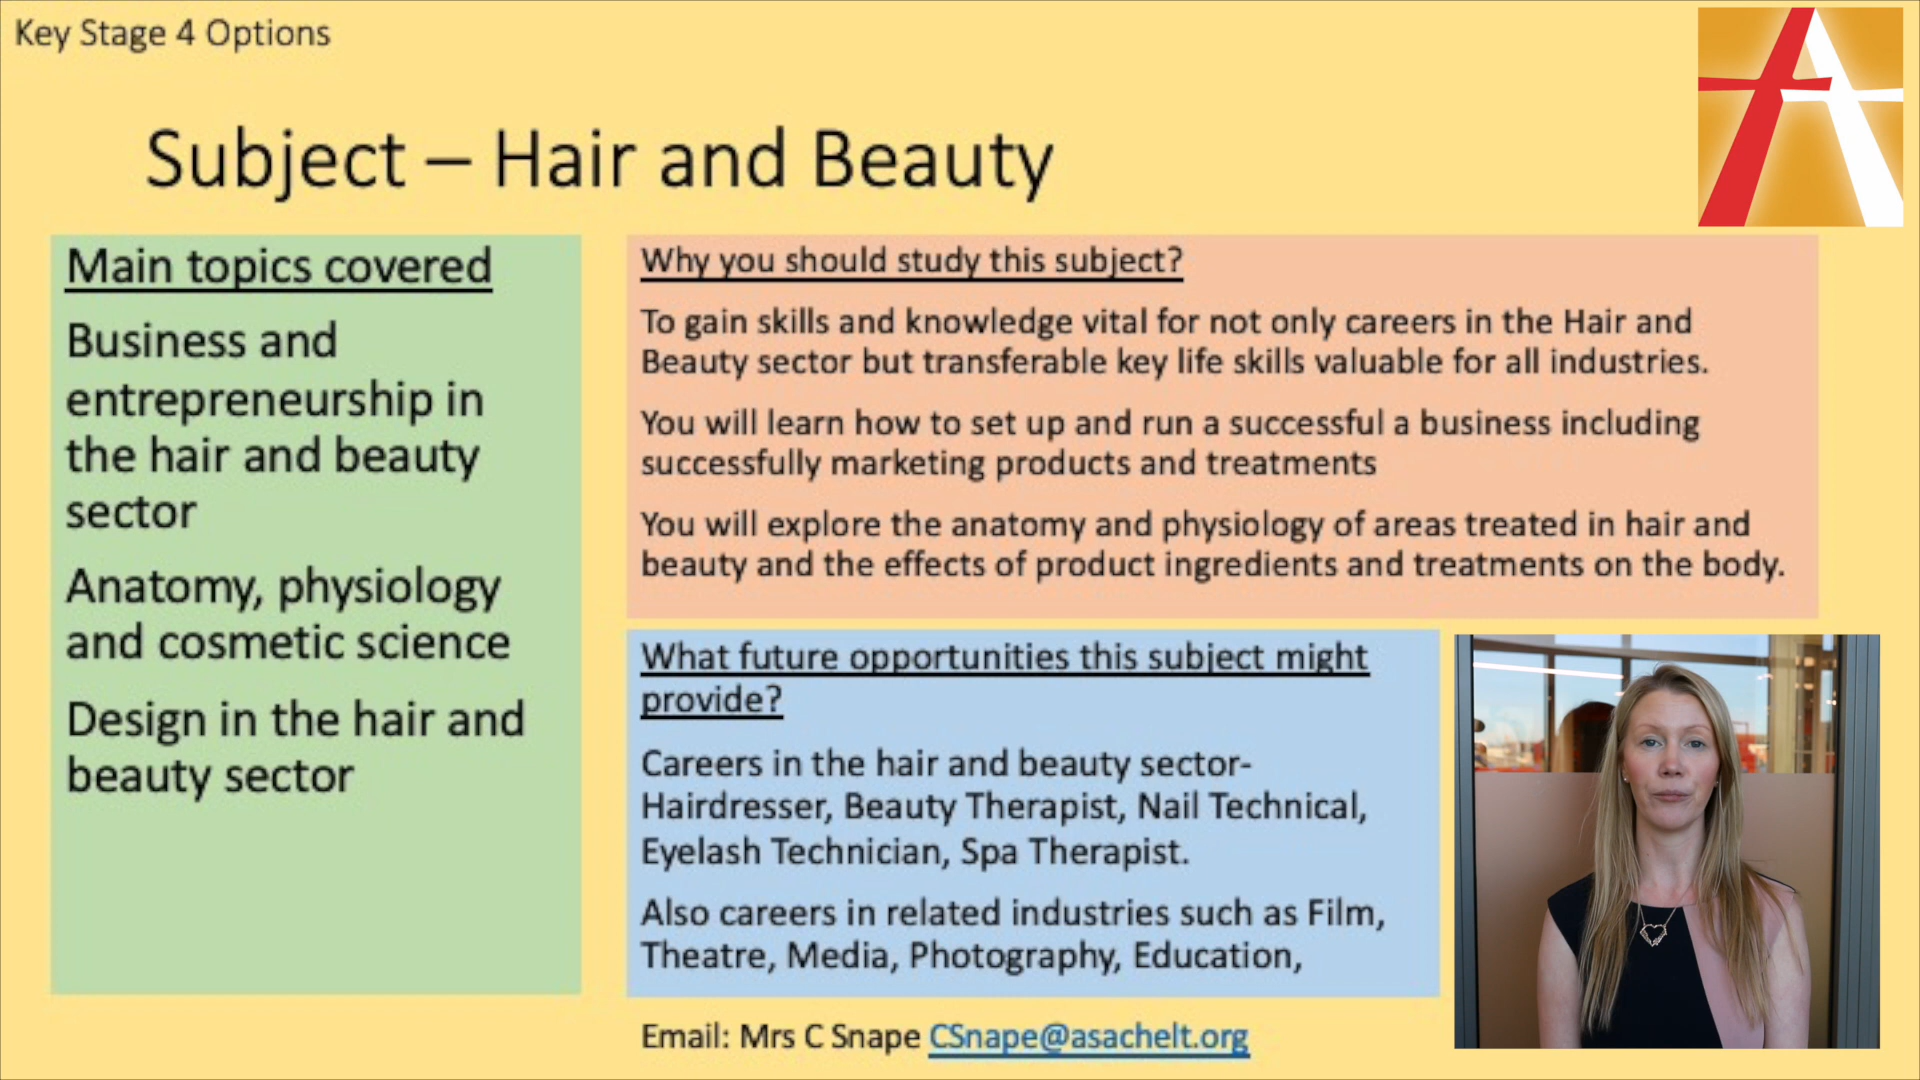 Key Stage 4 Options
Subject – Hair and Beauty
Main topics covered
Business and
entrepreneurship in
the hair and beauty
sector
Anatomy, physiology
and cosmetic science
Design in the hair and
beauty sector
Why you should study this subject?
To gain skills and knowledge vital for not only careers in the Hair and
Beauty sector but transferable key life skills valuable for all industries.
You will learn how to set up and run a successful a business including
successfully marketing products and treatments
You will explore the anatomy and physiology of areas treated in hair and
beauty and the effects of product ingredients and treatments on the body.
What future opportunities this subject might
provide?
Careers in the hair and beauty sector-
Hairdresser, Beauty Therapist, Nail Technical,
Eyelash Technician, Spa Therapist.
Also careers in related industries such as Film,
Theatre, Media, Photography, Education,
Email: Mrs C Snape CSnape@asachelt.org